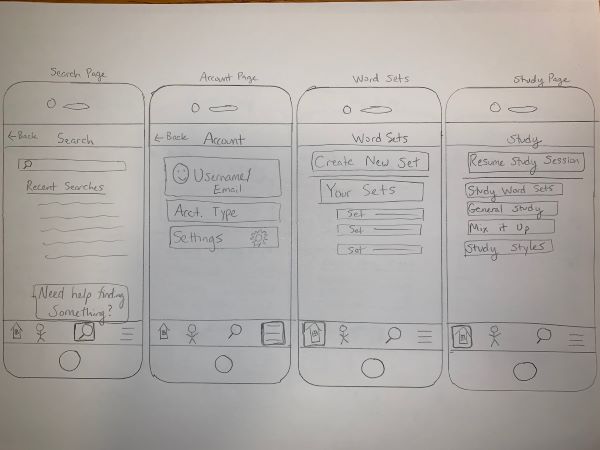 Search Page
← Back
Search
Recent Searches
Need help finding
Something?
Account Page
← Back
Account
Username/
Email
Acct. Type
Settings
Word Sets
Word Sets
Create New Set
Your Sets
Set
Set
Set
Study Page
Study
Resume Study Session
Study Word Sets
General Study
Mix it Up
Study Styles